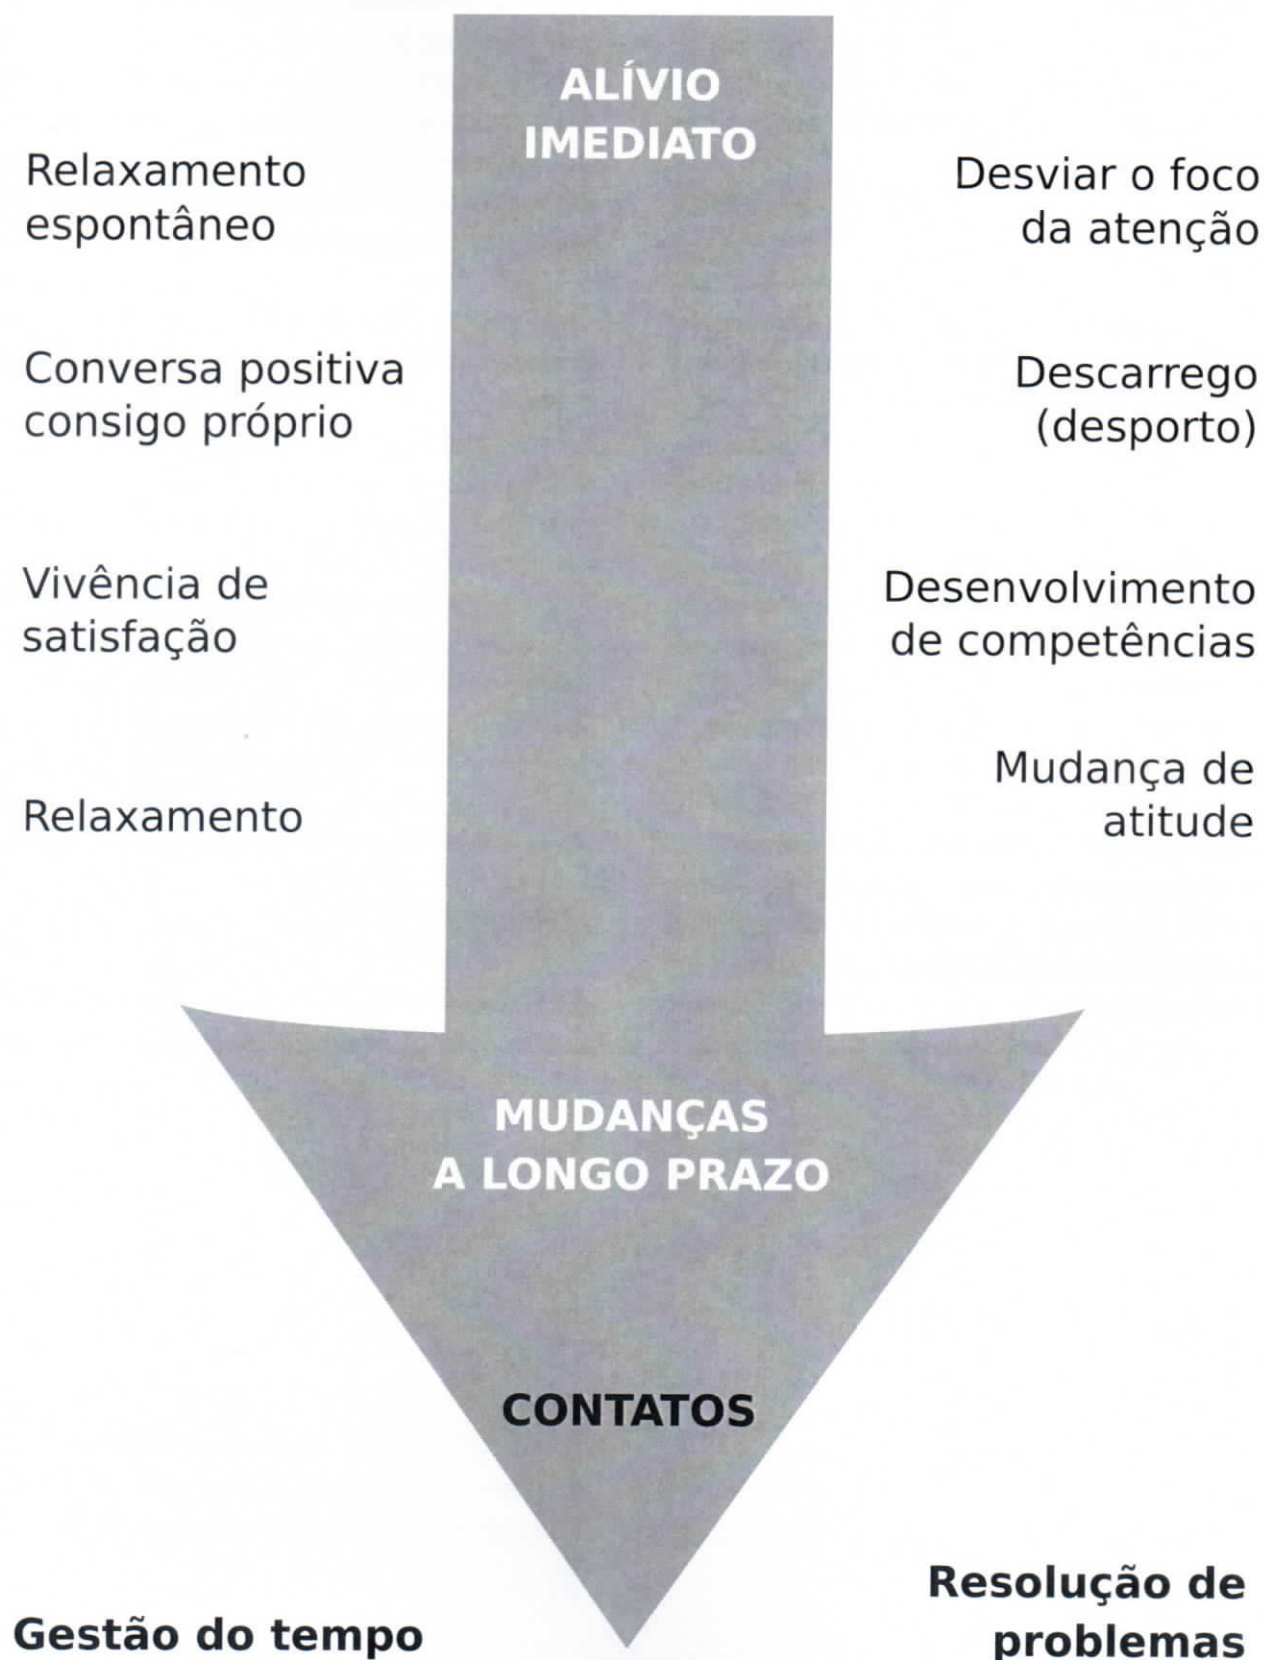 ALÍVIO
IMEDIATO
Relaxamento
espontâneo
Desviar o foco
da atenção
Conversa positiva
consigo próprio
Descarrego
(desporto)
Vivência de
satisfação
Desenvolvimento
de competências
Relaxamento
Mudança de
atitude
MUDANÇAS
A LONGO PRAZO
CONTATOS
Gestão do tempo
Resolução de
problemas